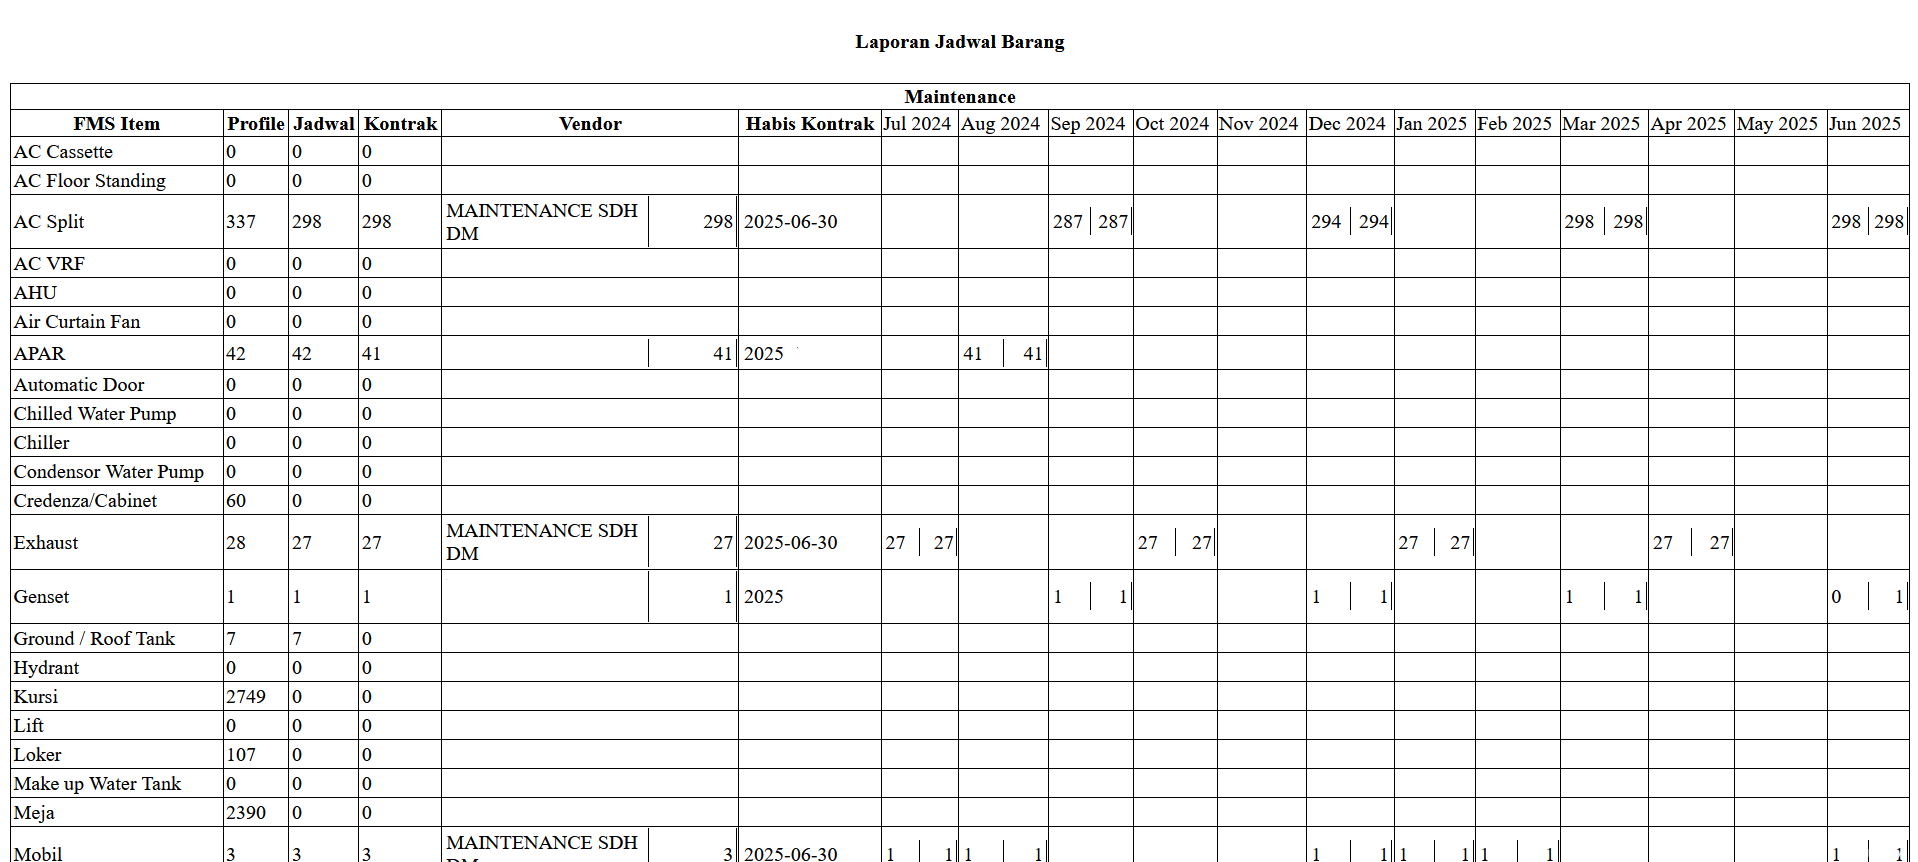 Laporan Jadwal Barang
Maintenance
FMS Item Profile Jadwal Kontrak Vendor Habis Kontrak Jul 2024 Aug 2024 Sep 2024 Oct 2024 Nov 2024 Dec 2024 Jan 2025 Feb 2025 Mar 2025 Apr 2025 May 2025 Jun 2025
AC Cassette 0 0 0
AC Floor Standing 0 0 0
AC Split 337 298 298 MAINTENANCE SDH DM 298 2025-06-30 287 287 294 294 298 298 298 298
AC VRF 0 0 0
AHU 0 0 0
Air Curtain Fan 0 0 0
APAR 42 42 41 41 2025 41 41
Automatic Door 0 0 0
Chilled Water Pump 0 0 0
Chiller 0 0 0
Condensor Water Pump 0 0 0
Credenza/Cabinet 60 0 0
Exhaust 28 27 27 MAINTENANCE SDH DM 27 2025-06-30 27 27 27 27 27 27 27 27
Genset 1 1 1 1 2025 1 1 1 1 1 1 0 1
Ground / Roof Tank 7 7 0
Hydrant 0 0 0
Kursi 2749 0 0
Lift 0 0 0
Loker 107 0 0
Make up Water Tank 0 0 0
Meja 2390 0 0
Mobil 3 3 3 MAINTENANCE SDH 3 2025-06-30 1 1 1 1 1 1 1 1 1 1 1 1